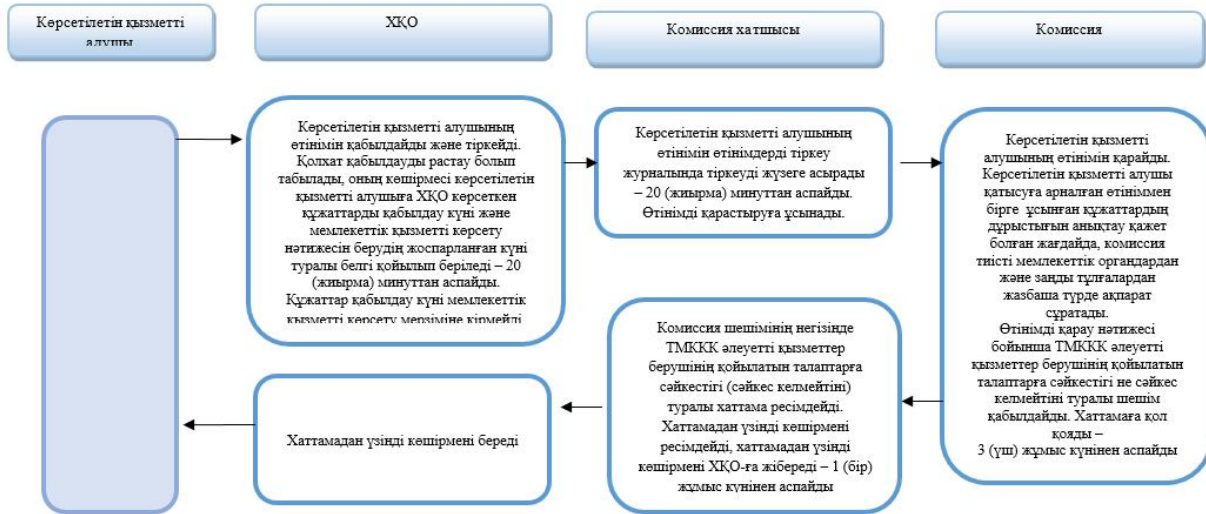 Көрсетілетін қызметті
алушы
ХҚО
Комиссия хатшысы
Комиссия
Көрсетілетін қызметті алушының
өтінімін қабылдайды және тіркейді.
Қолхат қабылдауды растау болып
табылады, оның көшірмесі көрсетілетін
қызметті алушыға ХҚО көрсеткен
құжаттарды қабылдау күні және
мемлекеттік қызметті көрсету
нәтижесін берудің жоспарланған күні
туралы белгі қойылып беріледі – 20
(жиырма) минуттан аспайды.
Құжаттар қабылдау күні мемлекеттік
қызметті көрсету мерзіміне кірмейді
Көрсетілетін қызметті алушының
өтінімін өтінімдерді тіркеу
журналында тіркеуді жүзеге асырады
– 20 (жиырма) минуттан аспайды.
Өтінімді қарастыруға ұсынады.
Көрсетілетін қызметті
алушының өтінімін қарайды.
Көрсетілетін қызметті алушы
қатысуға арналған өтініммен
бірге ұсынған құжаттардың
дұрыстығын анықтау қажет
болған жағдайда, комиссия
тиісті мемлекеттік органдардан
және заңды тұлғалардан
жазбаша түрде ақпарат
сұратады.
Өтінімді қарау нәтижесі
бойынша ТМККК әлеуетті
қызметтер берушінің қойылатын
талаптарға сәйкестігі не сәйкес
келмейтіні туралы шешім
қабылдайды. Хаттамаға қол
қояды –
3 (үш) жұмыс күнінен аспайды
Комиссия шешімінің негізінде
ТМККК әлеуетті қызметтер
берушінің қойылатын талаптарға
сәйкестігі (сәйкес келмейтіні)
туралы хаттама ресімдейді.
Хаттамадан үзінді көшірмені
ресімдейді, хаттамадан үзінді
көшірмені ХҚО-ға жібереді – 1 (бір)
жұмыс күнінен аспайды
Хаттамадан үзінді көшірмені береді